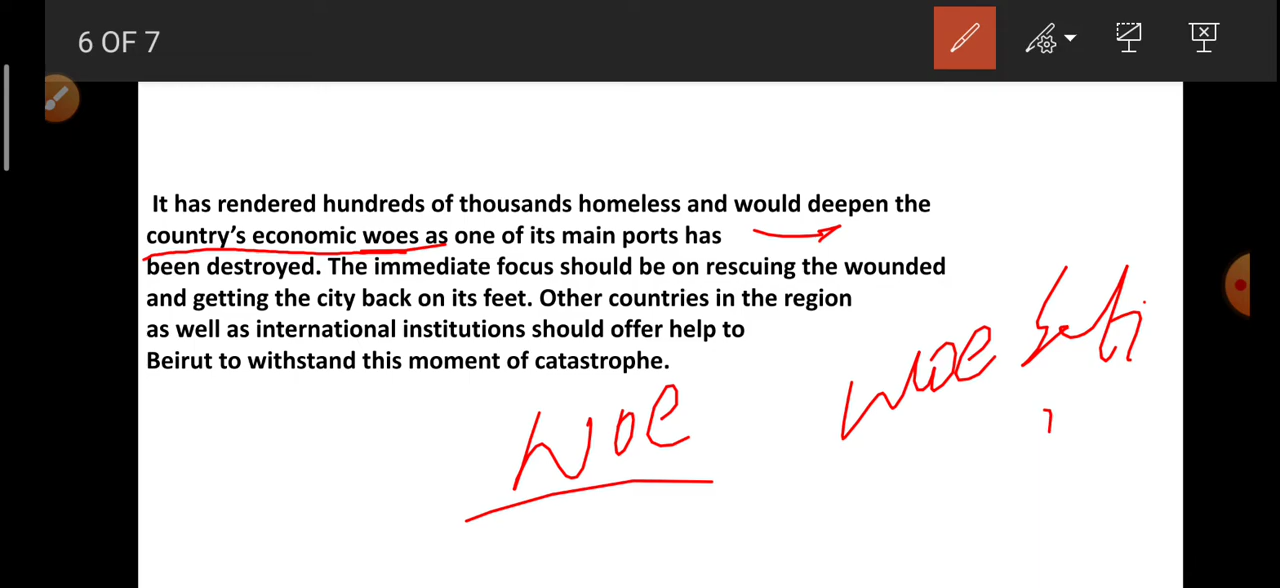 6 OF 7
It has rendered hundreds of thousands homeless and would deepen the
country's economic woes as one of its main ports has
been destroyed. The immediate focus should be on rescuing the wounded
and getting the city back on its feet. Other countries in the region
as well as international institutions should offer help to
Beirut to withstand this moment of catastrophe.
woe
woe